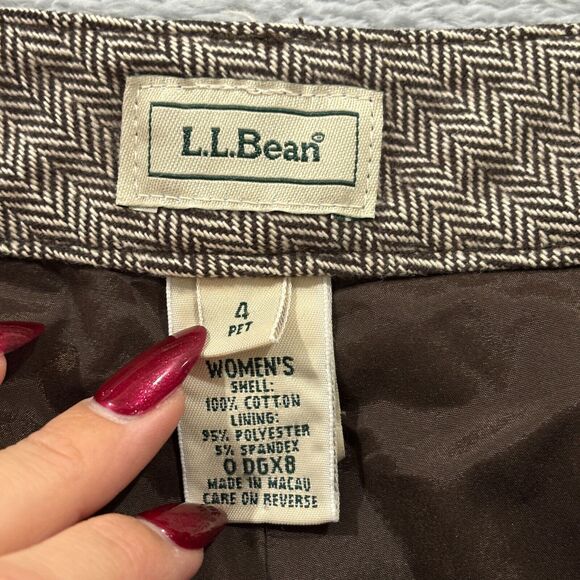 L.L.Bean®
4
PET
WOMEN'S
SHELL:
100% COTTON
LINING:
95% POLYESTER
5% SPANDEX
0 DGX8
MADE IN MACAU
CARE ON REVERSE